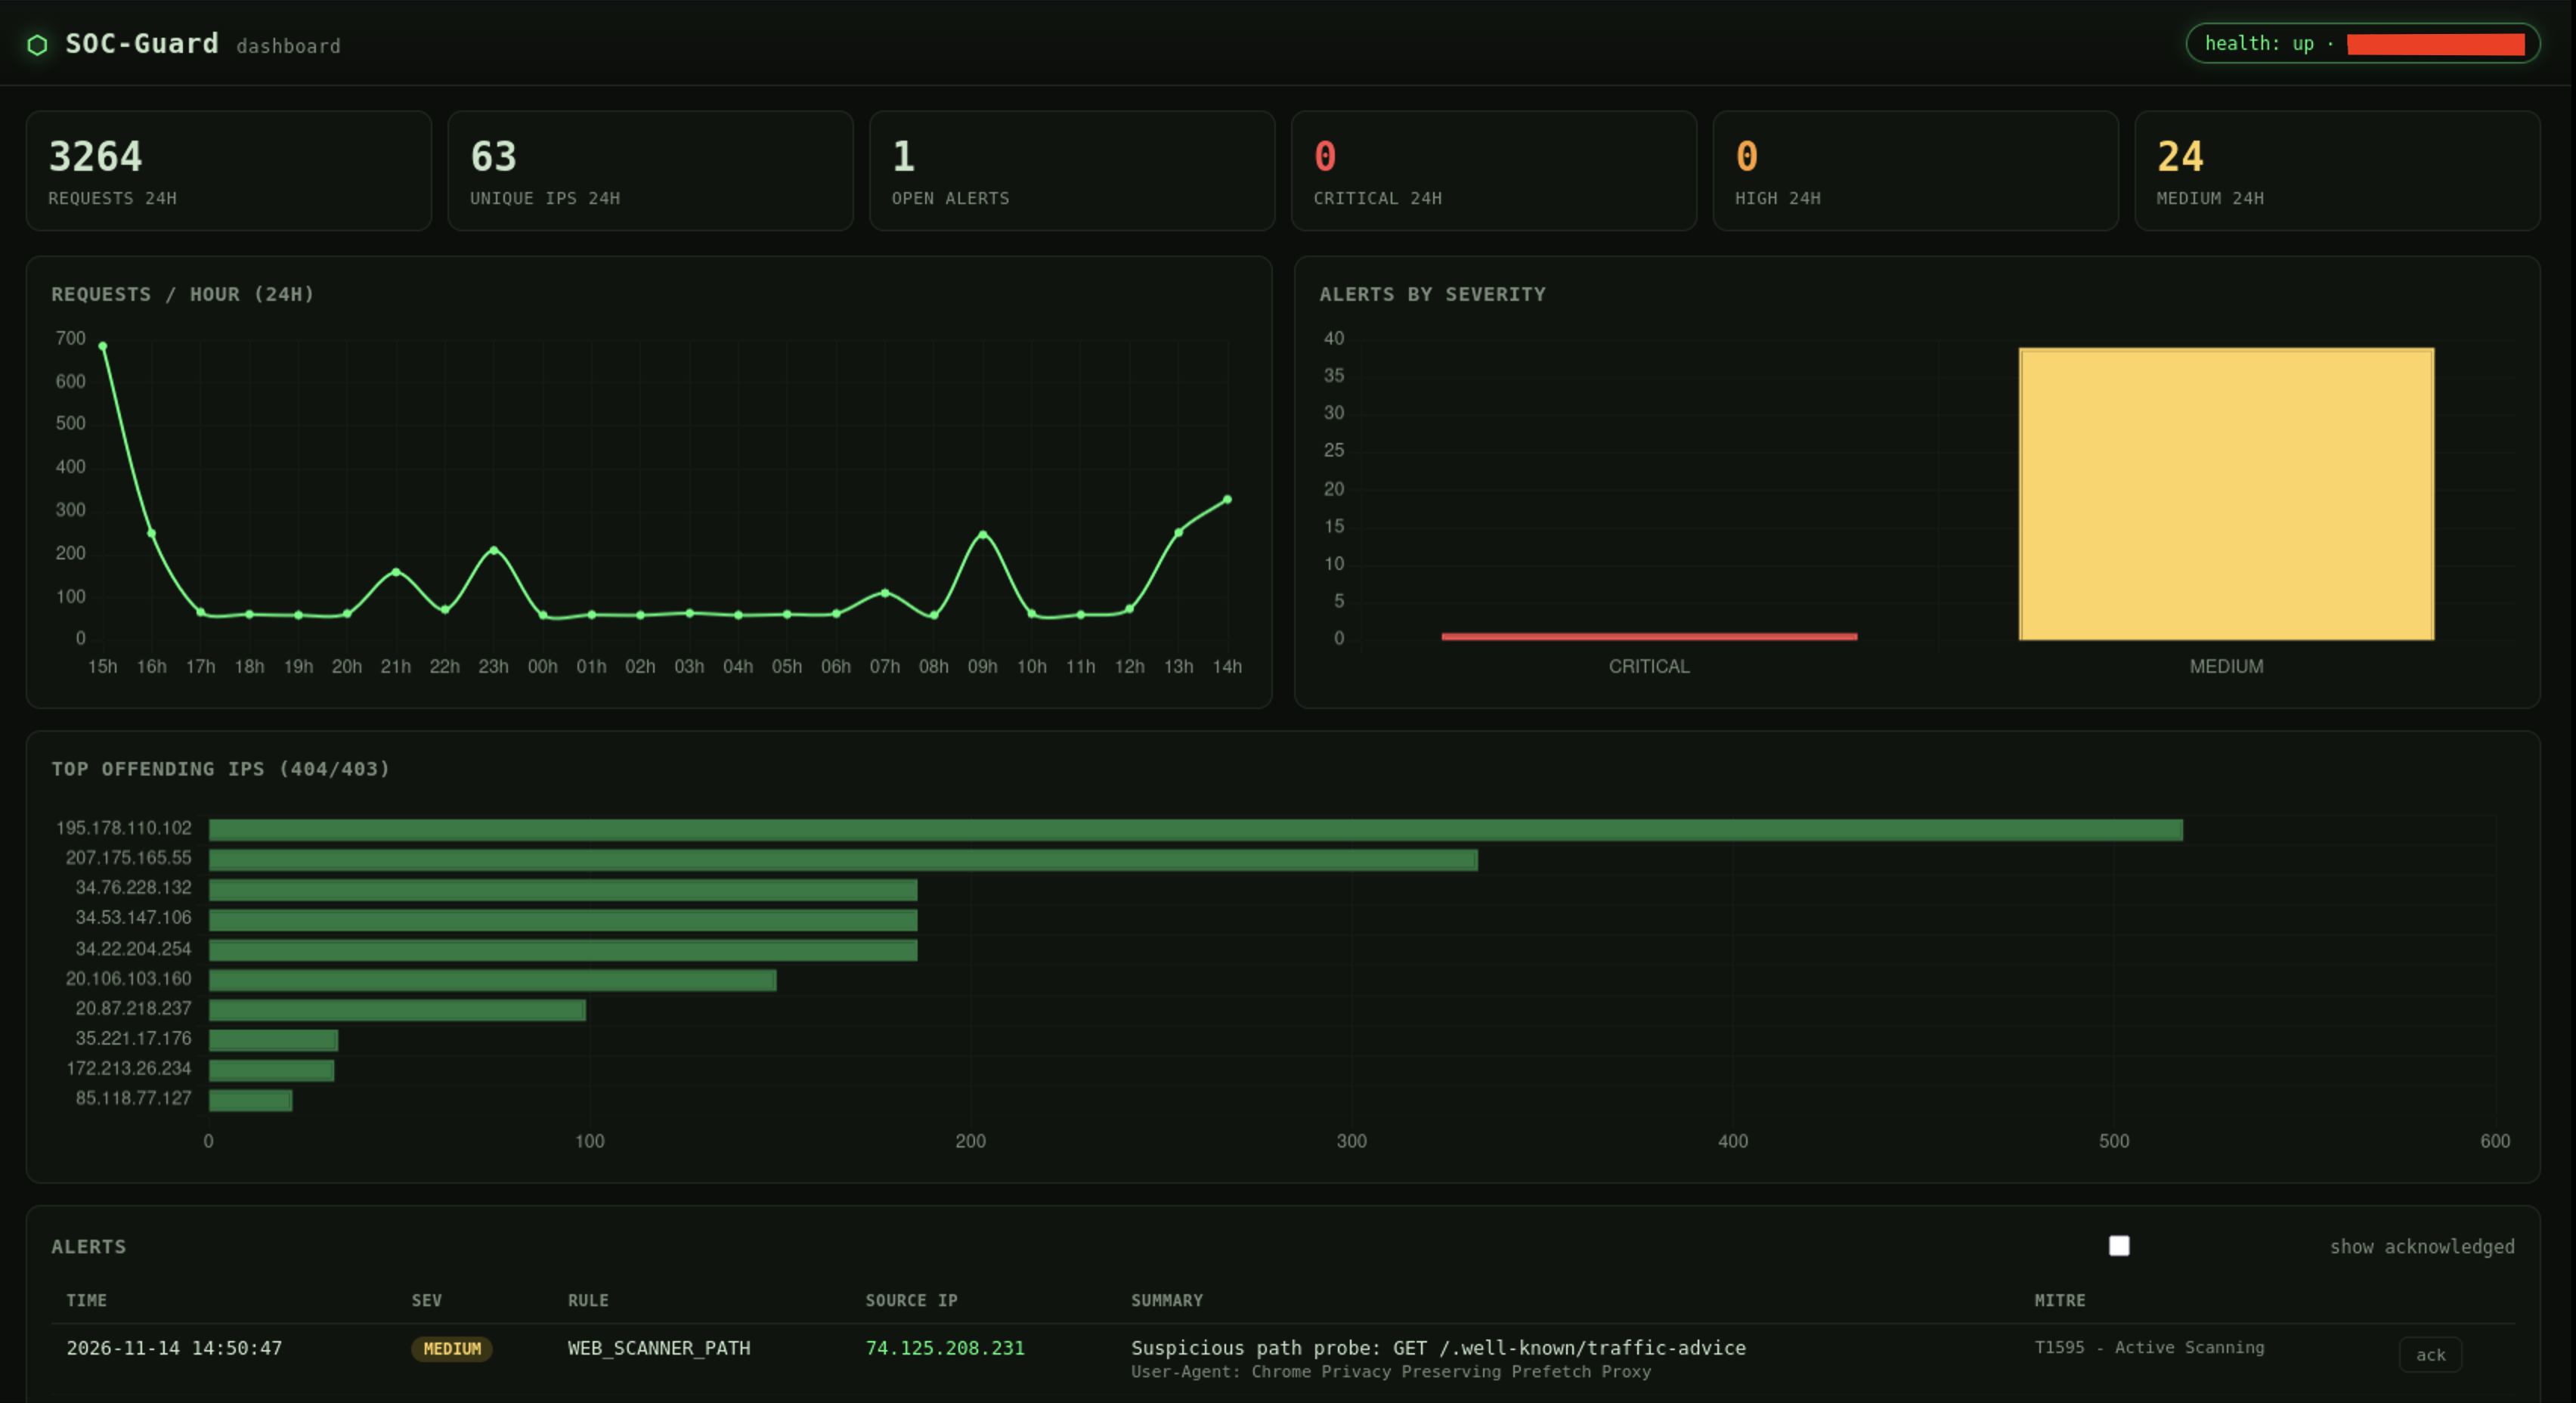 SOC-Guard dashboard
health: up ·
3264
REQUESTS 24H
63
UNIQUE IPS 24H
1
OPEN ALERTS
0
CRITICAL 24H
0
HIGH 24H
24
MEDIUM 24H
REQUESTS / HOUR (24H)
700
600
500
400
300
200
100
0
15h 16h 17h 18h 19h 20h 21h 22h 23h 00h 01h 02h 03h 04h 05h 06h 07h 08h 09h 10h 11h 12h 13h 14h
ALERTS BY SEVERITY
40
35
30
25
20
15
10
5
0
CRITICAL MEDIUM
TOP OFFENDING IPS (404/403)
195.178.110.102
207.175.165.55
34.76.228.132
34.53.147.106
34.22.204.254
20.106.103.160
20.87.218.237
35.221.17.176
172.213.26.234
85.118.77.127
0 100 200 300 400 500 600
ALERTS show acknowledged
TIME SEV RULE SOURCE IP SUMMARY MITRE
2026-11-14 14:50:47 MEDIUM WEB_SCANNER_PATH 74.125.208.231 Suspicious path probe: GET /.well-known/traffic-advice T1595 - Active Scanning ack
User-Agent: Chrome Privacy Preserving Prefetch Proxy